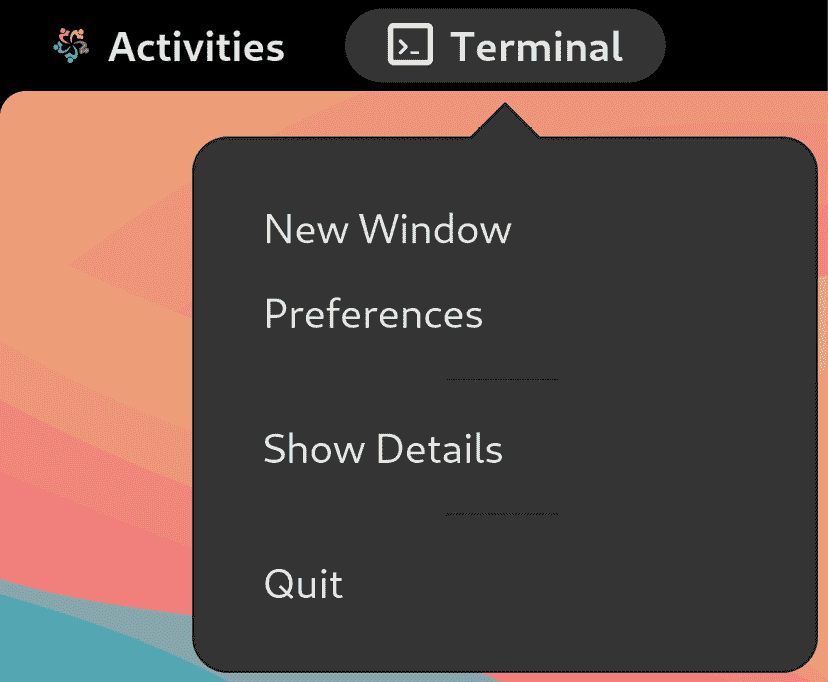 Activities
Terminal
New Window
Preferences
Show Details
Quit